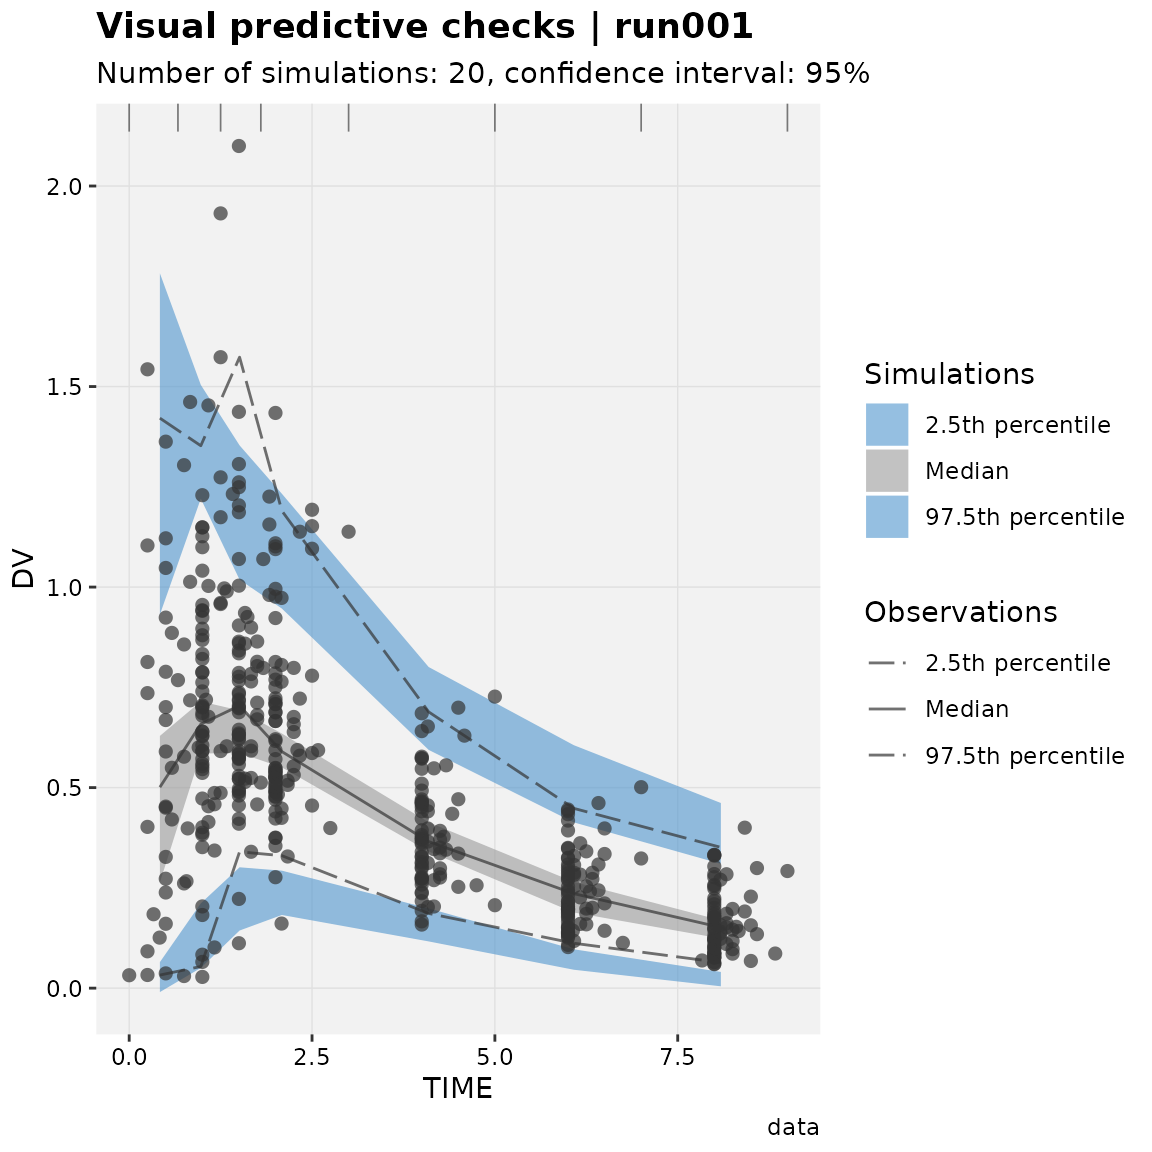 Visual predictive checks | run001
Number of simulations: 20, confidence interval: 95%
2.0
1.5
1.0
0.5
0.0
DV
0.0 2.5 5.0 7.5
TIME
data
Simulations
2.5th percentile
Median
97.5th percentile
Observations
2.5th percentile
Median
97.5th percentile